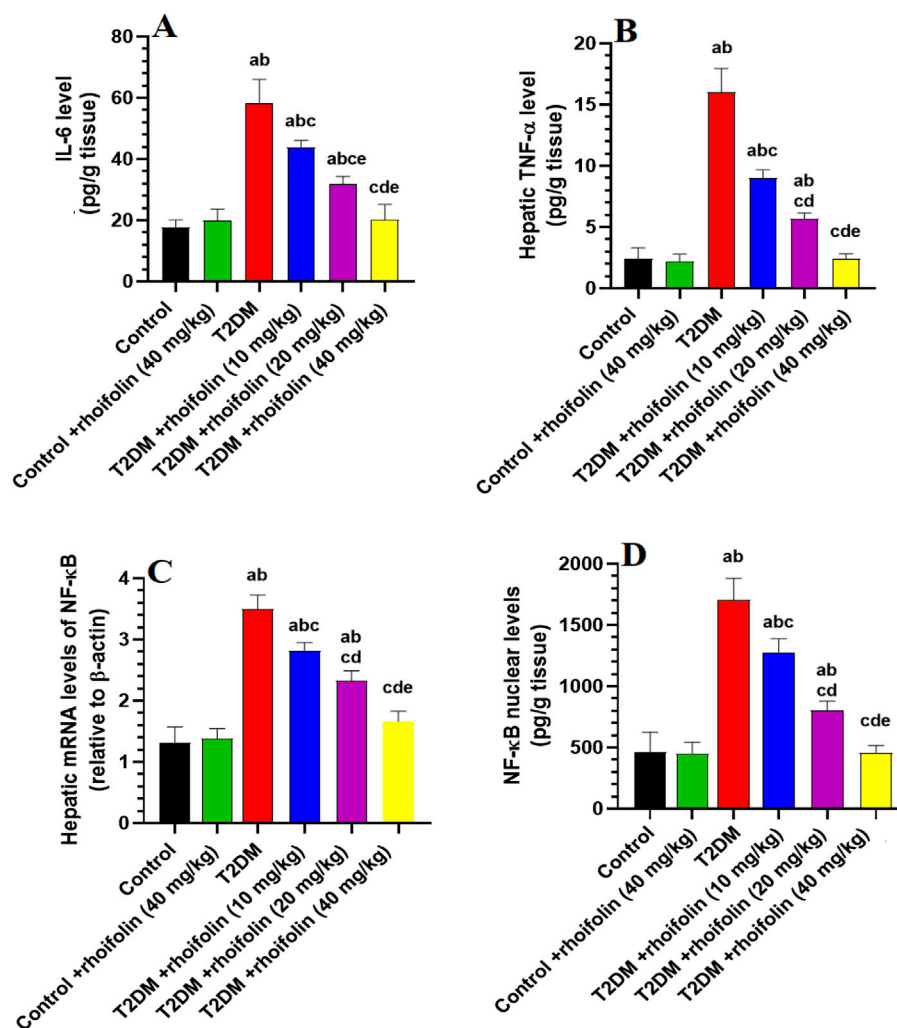 A
IL-6 level
(pg/g tissue)
80
60
40
20
0
ab
abc
abce
cde
Control
Control +rhoifolin (40 mg/kg)
T2DM
T2DM +rhoifolin (10 mg/kg)
T2DM +rhoifolin (20 mg/kg)
T2DM +rhoifolin (40 mg/kg)
B
Hepatic TNF-α level
(pg/g tissue)
20
15
10
5
0
ab
abc
ab
cd
cde
Control
Control +rhoifolin (40 mg/kg)
T2DM
T2DM +rhoifolin (10 mg/kg)
T2DM +rhoifolin (20 mg/kg)
T2DM +rhoifolin (40 mg/kg)
C
Hepatic mRNA levels of NF-κB
(relative to β-actin)
4
3
2
1
0
ab
abc
ab
cd
cde
Control
Control +rhoifolin (40 mg/kg)
T2DM
T2DM +rhoifolin (10 mg/kg)
T2DM +rhoifolin (20 mg/kg)
T2DM +rhoifolin (40 mg/kg)
D
NF-κB nuclear levels
(pg/g tissue)
2000
1500
1000
500
0
ab
abc
ab
cd
cde
Control
Control +rhoifolin (40 mg/kg)
T2DM
T2DM +rhoifolin (10 mg/kg)
T2DM +rhoifolin (20 mg/kg)
T2DM +rhoifolin (40 mg/kg)